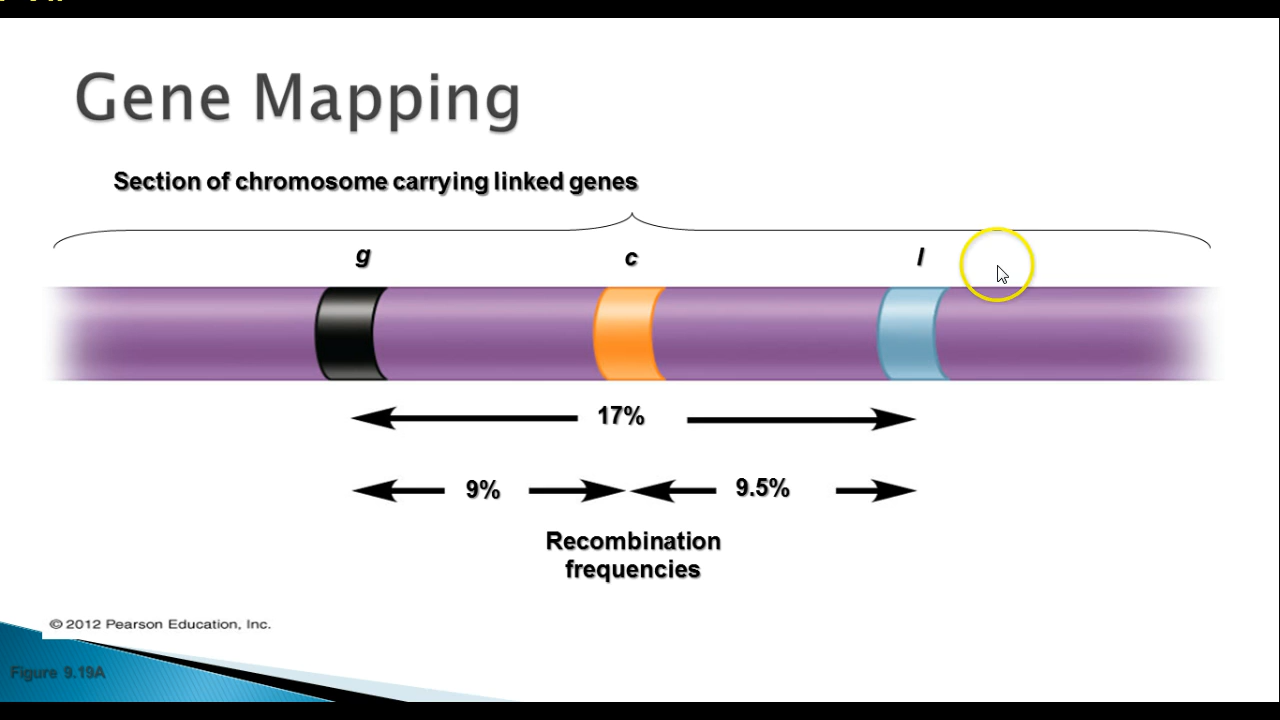 Gene Mapping
Section of chromosome carrying linked genes
g c l
17%
9% 9.5%
Recombination
frequencies
© 2012 Pearson Education, Inc.
Figure 9.19A